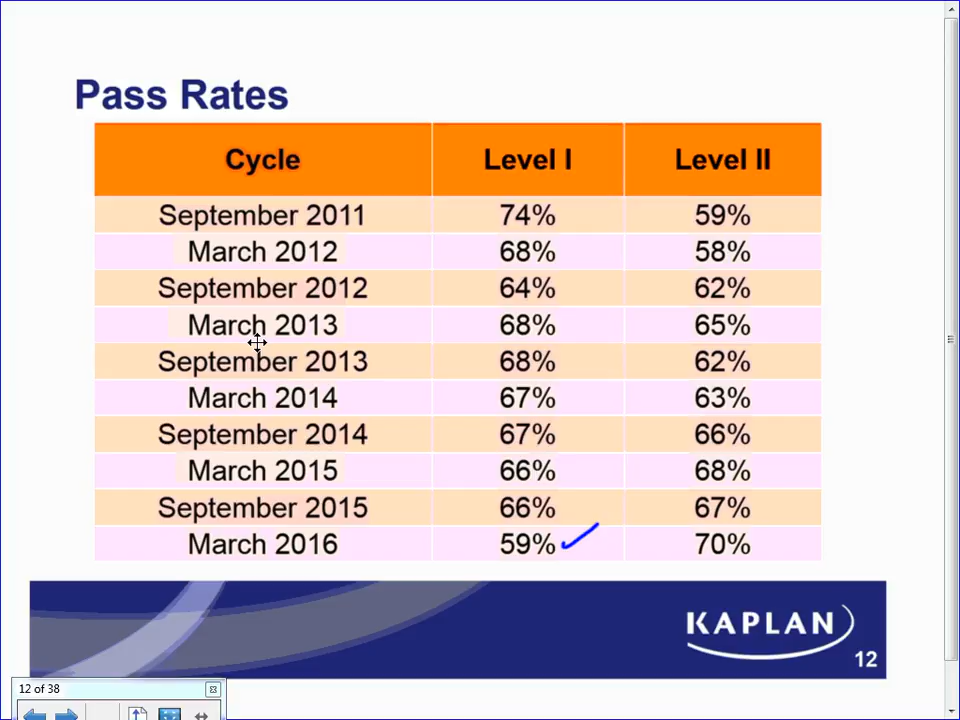 Pass Rates
Cycle Level I Level II
September 2011 74% 59%
March 2012 68% 58%
September 2012 64% 62%
March 2013 68% 65%
September 2013 68% 62%
March 2014 67% 63%
September 2014 67% 66%
March 2015 66% 68%
September 2015 66% 67%
March 2016 59% 70%
KAPLAN
12
12 of 38